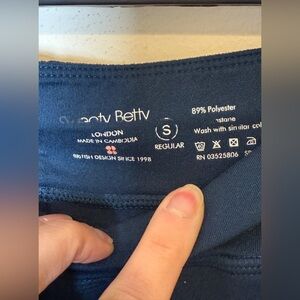 Betty
LONDON
MADE IN CAMBODIA
BRITISH DESIGN SINCE 1998
S
REGULAR
89% Polyester
Wash with similar
RN 03525806